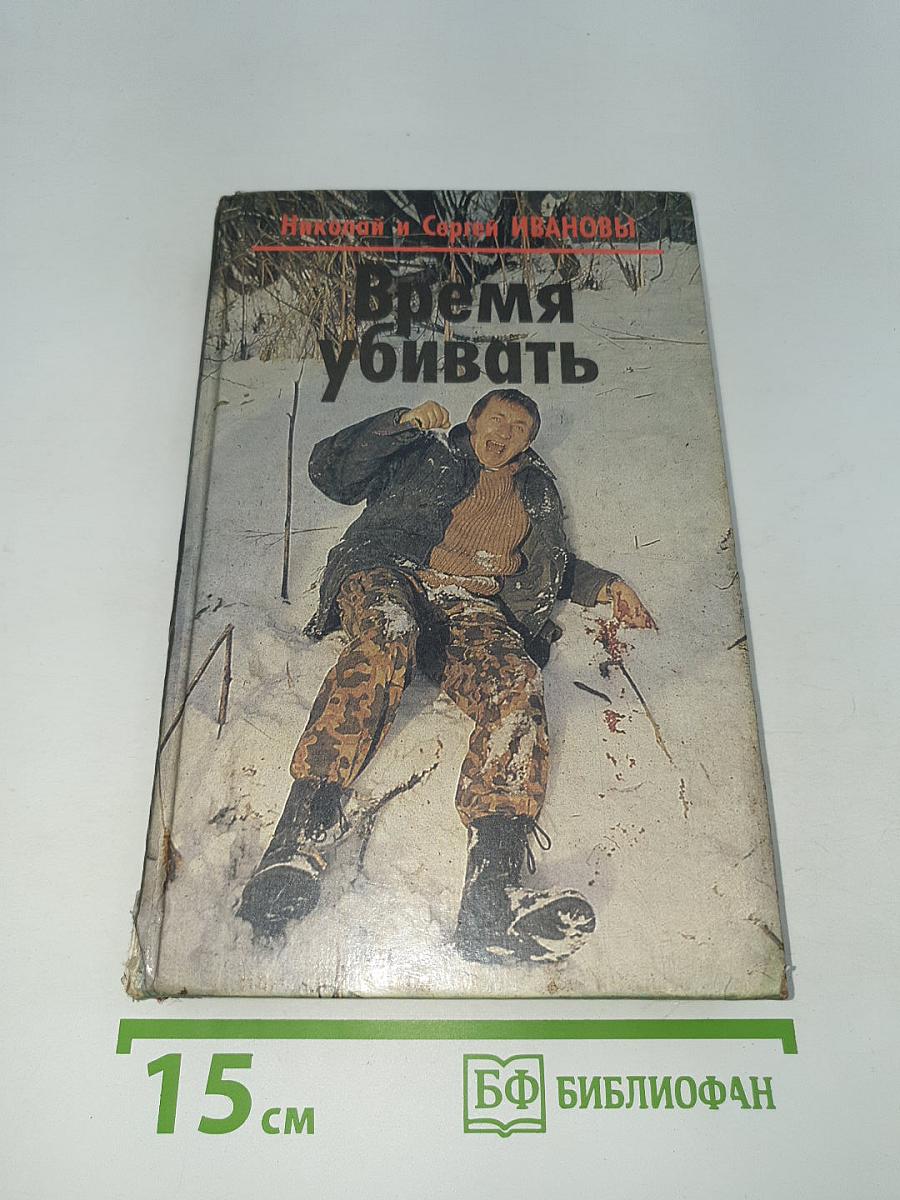 Николай и Сергей ИВАНОВЫ
Время
убивать
15 см
БФ БИБЛИОФАН